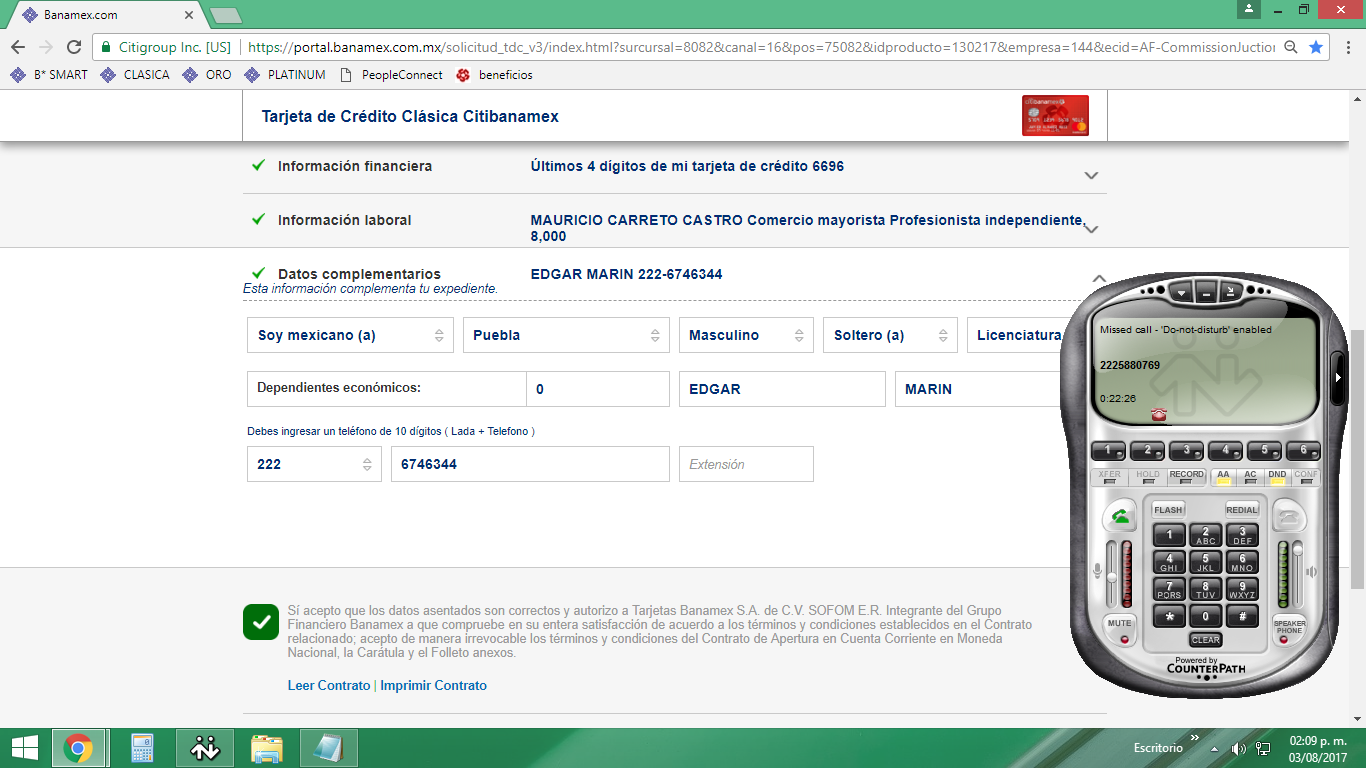 Banamex.com
Citigroup Inc. [US]
https://portal.banamex.com.mx/solicitud_tdc_v3/index.html?sursursal=8082&canal=16&pos=75082&idproducto=130217&empresa=144&ecid=AF-CommissionJuctior
B* SMART
CLASICA
ORO
PLATINUM
PeopleConnect
beneficios
Tarjeta de Crédito Clásica Citibanamex
Información financiera
Últimos 4 dígitos de mi tarjeta de crédito 6696
Información laboral
MAURICIO CARRETO CASTRO Comercio mayorista Profesionista independiente,
8,000
Datos complementarios
EDGAR MARIN 222-6746344
Esta información complementa tu expediente.
Soy mexicano (a)
Puebla
Masculino
Soltero (a)
Licenciatura
Dependientes económicos:
0
EDGAR
MARIN
Debes ingresar un teléfono de 10 dígitos ( Lada + Telefono )
222
6746344
Extensión
Sí acepto que los datos asentados son correctos y autorizo a Tarjetas Banamex S.A. de C.V. SOFOM E.R. Integrante del Grupo
Financiero Banamex a que compruebe en su entera satisfacción de acuerdo a los términos y condiciones establecidos en el Contrato
relacionado; acepto de manera irrevocable los términos y condiciones del Contrato de Apertura en Cuenta Corriente en Moneda
Nacional, la Carátula y el Folleto anexos.
Leer Contrato | Imprimir Contrato
Missed call - 'Do-not-disturb' enabled
2225880769
0:22:26
1 2 3 4 5 6
XFER HOLD RECORD AA AC DND CONF
FLASH REDIAL
1 2 ABC 3 DEF
4 GHI 5 JKL 6 MNO
7 PQRS 8 TUV 9 WXYZ
* 0 #
MUTE
CLEAR
SPEAKER
PHONE
Powered by
COUNTERPATH
Escritorio
02:09 p. m.
03/08/2017